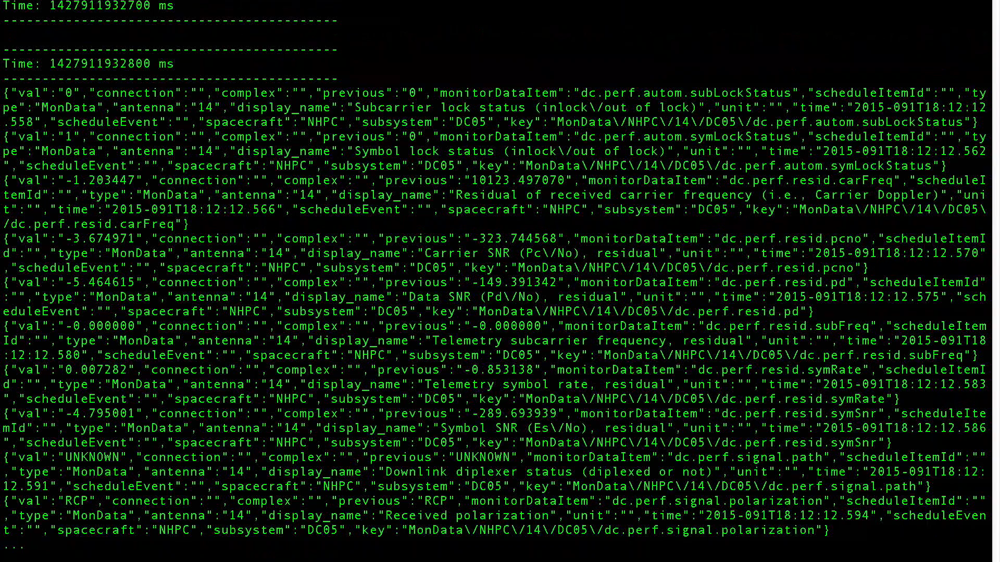 Time: 1427911932700 ms
-------------------------------------------
-------------------------------------------
Time: 1427911932800 ms
-------------------------------------------
{"val":"0","connection":"","complex":"","previous":"0","monitorDataItem":"dc.perf.autom.subLockStatus","scheduleItemId":"","ty
pe":"MonData","antenna":"14","display_name":"Subcarrier lock status (inlock\/out of lock)","unit":"","time":"2015-091T18:12:12
.558","scheduleEvent":"","spacecraft":"NHPC","subsystem":"DC05","key":"MonData\/NHPC\/14\/DC05\/dc.perf.autom.subLockStatus"}
{"val":"1","connection":"","complex":"","previous":"0","monitorDataItem":"dc.perf.autom.symLockStatus","scheduleItemId":"","ty
pe":"MonData","antenna":"14","display_name":"Symbol lock status (inlock\/out of lock)","unit":"","time":"2015-091T18:12:12.562
","scheduleEvent":"","spacecraft":"NHPC","subsystem":"DC05","key":"MonData\/NHPC\/14\/DC05\/dc.perf.autom.symLockStatus"}
{"val":"-1.203447","connection":"","complex":"","previous":"10123.497070","monitorDataItem":"dc.perf.resid.carFreq","scheduleI
temId":"","type":"MonData","antenna":"14","display_name":"Residual of received carrier frequency (i.e., Carrier Doppler)","uni
t":"","time":"2015-091T18:12:12.566","scheduleEvent":"","spacecraft":"NHPC","subsystem":"DC05","key":"MonData\/NHPC\/14\/DC05\
/dc.perf.resid.carFreq"}
{"val":"-3.674971","connection":"","complex":"","previous":"-323.744568","monitorDataItem":"dc.perf.resid.pcno","scheduleItemI
d":"","type":"MonData","antenna":"14","display_name":"Carrier SNR (Pc\/No), residual","unit":"","time":"2015-091T18:12:12.570"
,"scheduleEvent":"","spacecraft":"NHPC","subsystem":"DC05","key":"MonData\/NHPC\/14\/DC05\/dc.perf.resid.pcno"}
{"val":"-5.464615","connection":"","complex":"","previous":"-149.391342","monitorDataItem":"dc.perf.resid.pd","scheduleItemId"
:"","type":"MonData","antenna":"14","display_name":"Data SNR (Pd\/No), residual","unit":"","time":"2015-091T18:12:12.575","sch
eduleEvent":"","spacecraft":"NHPC","subsystem":"DC05","key":"MonData\/NHPC\/14\/DC05\/dc.perf.resid.pd"}
{"val":"-0.000000","connection":"","complex":"","previous":"-0.000000","monitorDataItem":"dc.perf.resid.subFreq","scheduleItem
Id":"","type":"MonData","antenna":"14","display_name":"Telemetry subcarrier frequency, residual","unit":"","time":"2015-091T18
:12:12.580","scheduleEvent":"","spacecraft":"NHPC","subsystem":"DC05","key":"MonData\/NHPC\/14\/DC05\/dc.perf.resid.subFreq"}
{"val":"0.007282","connection":"","complex":"","previous":"-0.853138","monitorDataItem":"dc.perf.resid.symRate","scheduleItemI
d":"","type":"MonData","antenna":"14","display_name":"Telemetry symbol rate, residual","unit":"","time":"2015-091T18:12:12.583
","scheduleEvent":"","spacecraft":"NHPC","subsystem":"DC05","key":"MonData\/NHPC\/14\/DC05\/dc.perf.resid.symRate"}
{"val":"-4.795001","connection":"","complex":"","previous":"-289.693939","monitorDataItem":"dc.perf.resid.symSnr","scheduleIte
mId":"","type":"MonData","antenna":"14","display_name":"Symbol SNR (Es\/No), residual","unit":"","time":"2015-091T18:12:12.586
","scheduleEvent":"","spacecraft":"NHPC","subsystem":"DC05","key":"MonData\/NHPC\/14\/DC05\/dc.perf.resid.symSnr"}
{"val":"UNKNOWN","connection":"","complex":"","previous":"UNKNOWN","monitorDataItem":"dc.perf.signal.path","scheduleItemId":""
,"type":"MonData","antenna":"14","display_name":"Downlink diplexer status (diplexed or not)","unit":"","time":"2015-091T18:12:
12.591","scheduleEvent":"","spacecraft":"NHPC","subsystem":"DC05","key":"MonData\/NHPC\/14\/DC05\/dc.perf.signal.path"}
{"val":"RCP","connection":"","complex":"","previous":"RCP","monitorDataItem":"dc.perf.signal.polarization","scheduleItemId":""
,"type":"MonData","antenna":"14","display_name":"Received polarization","unit":"","time":"2015-091T18:12:12.594","scheduleEven
t":"","spacecraft":"NHPC","subsystem":"DC05","key":"MonData\/NHPC\/14\/DC05\/dc.perf.signal.polarization"}
...